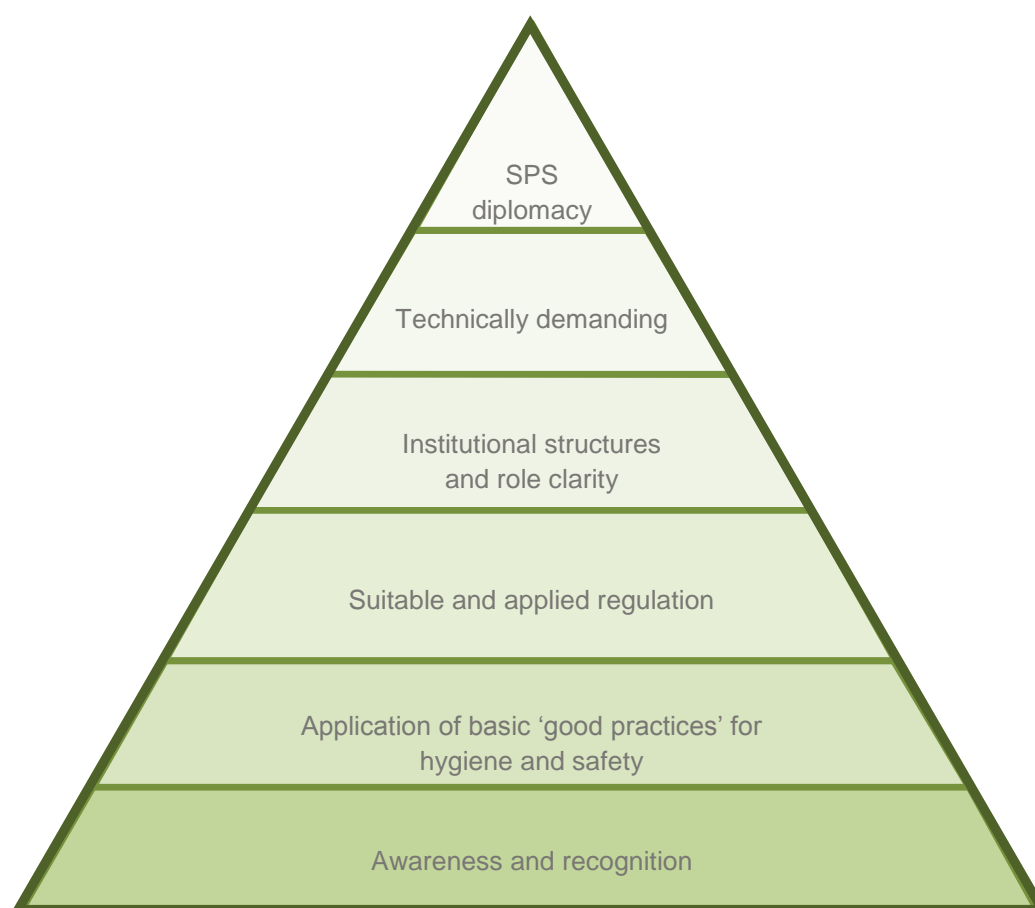 SPS
diplomacy
Technically demanding
Institutional structures
and role clarity
Suitable and applied regulation
Application of basic ‘good practices’ for
hygiene and safety
Awareness and recognition